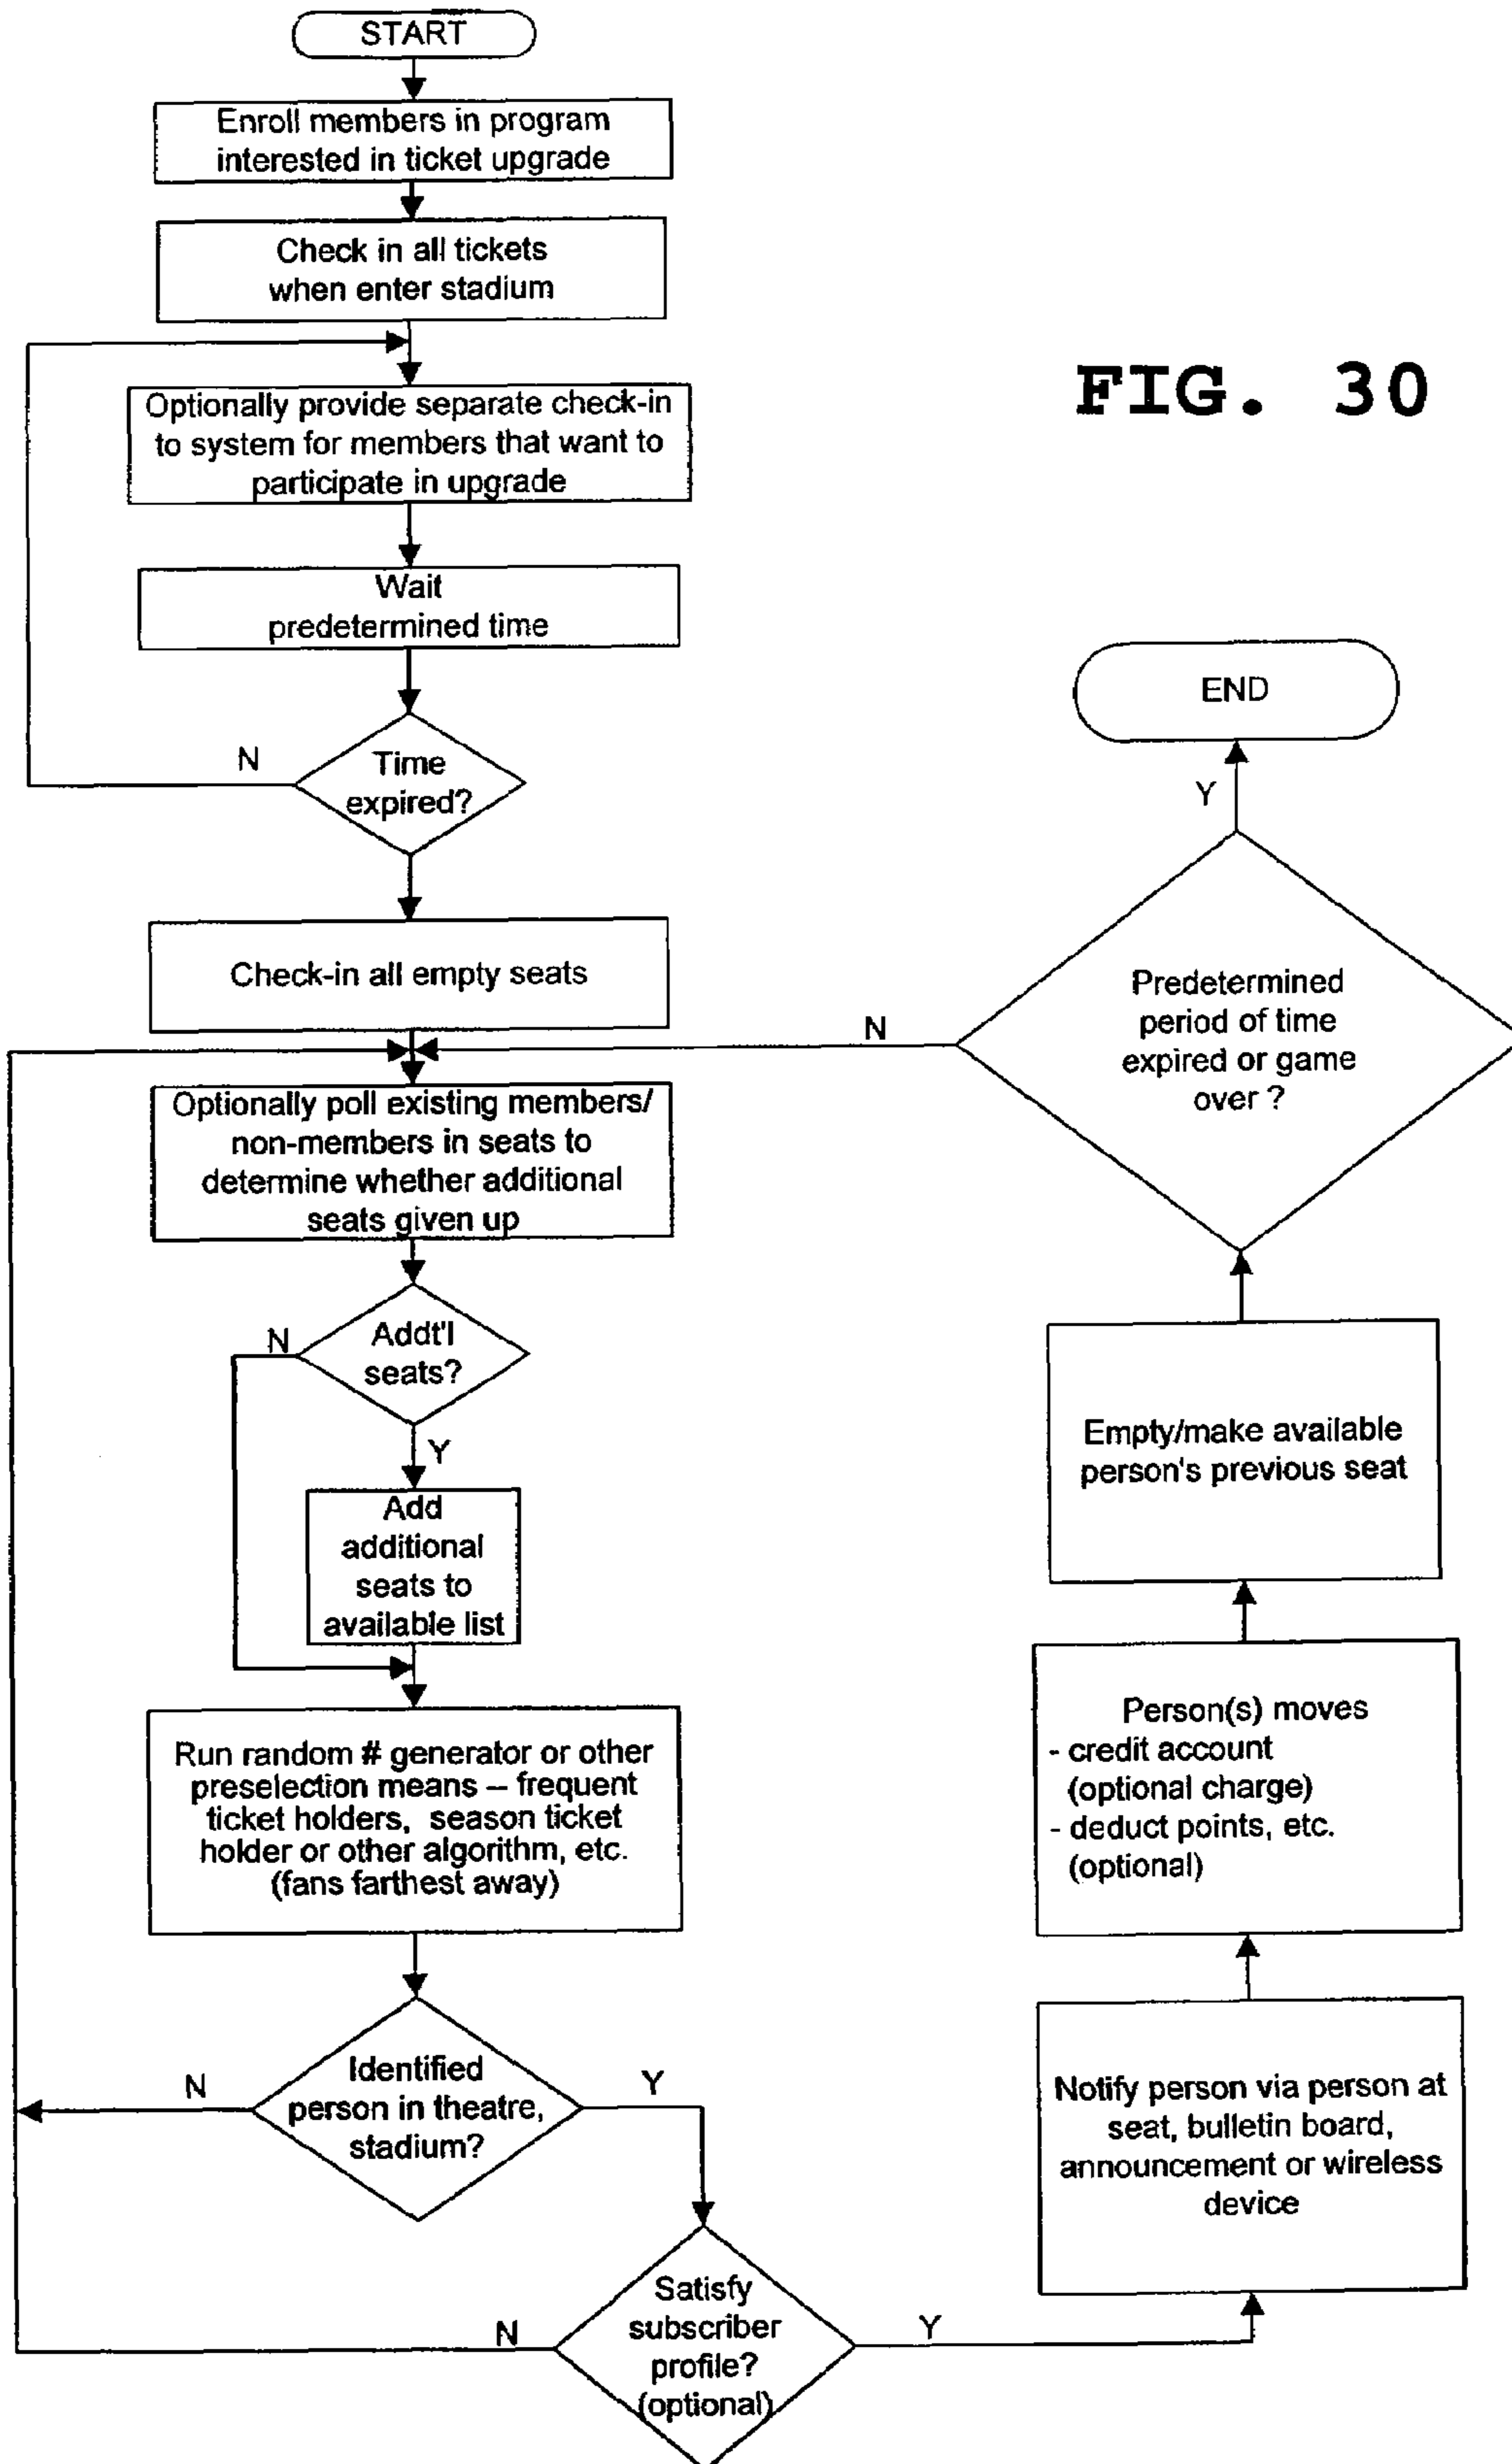 START
Enroll members in program
interested in ticket upgrade
Check in all tickets
when enter stadium
FIG. 30
Optionally provide separate check-in
to system for members that want to
participate in upgrade
Wait
predetermined time
N
Time
expired?
Check-in all empty seats
Optionally poll existing members/
non-members in seats to
determine whether additional
seats given up
N
Addt'l
seats?
Y
Add
additional
seats to
available list
Run random # generator or other
preselection means – frequent
ticket holders, season ticket
holder or other algorithm, etc.
(fans farthest away)
N
Identified
person in theatre,
stadium?
Y
N
Satisfy
subscriber
profile?
(optional)
Y
Notify person via person at
seat, bulletin board,
announcement or wireless
device
Person(s) moves
- credit account
(optional charge)
- deduct points, etc.
(optional)
Empty/make available
person's previous seat
Predetermined
period of time
expired or game
over ?
N
Y
END